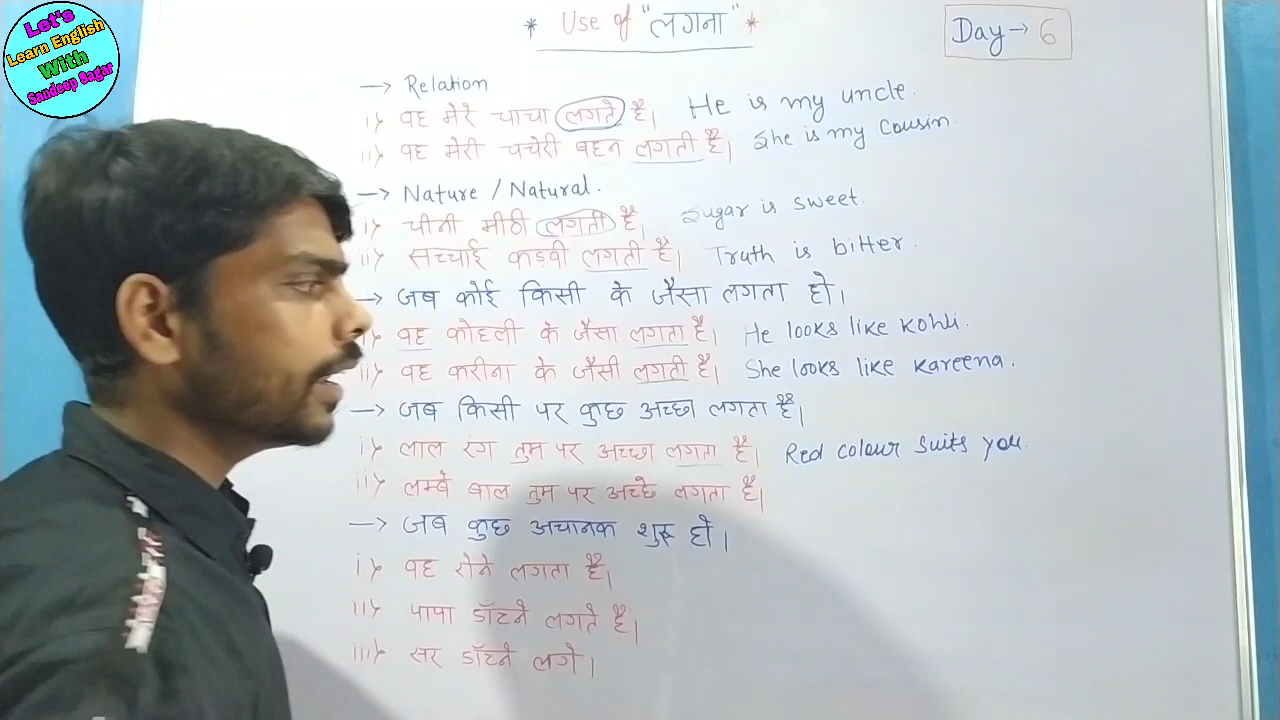 Let's
Learn English
With
Sandeep Sagar
* Use of "लगना" *
Day → 6
→ Relation
i> वह मेरे चाचा लगते है। He is my uncle.
ii> वह मेरी चचेरी बहन लगती है। She is my Cousin.
→ Nature / Natural.
i> चीनी मीठी लगती है। Sugar is sweet.
ii> सच्चाई कड़वी लगती है। Truth is bitter.
→ जब कोई किसी के जैसा लगता हो।
i> वह कोहली के जैसा लगता है। He looks like Kohli.
ii> वह करीना के जैसी लगती है। She looks like Kareena.
→ जब किसी पर कुछ अच्छा लगता है।
i> लाल रंग तुम पर अच्छा लगता है। Red colour suits you.
ii> लम्बे बाल तुम पर अच्छे लगता है।
→ जब कुछ अचानक शुरू हो।
i> वह रोने लगता है।
ii> पापा डाँटने लगते है।
iii> सर डाँटने लगे।